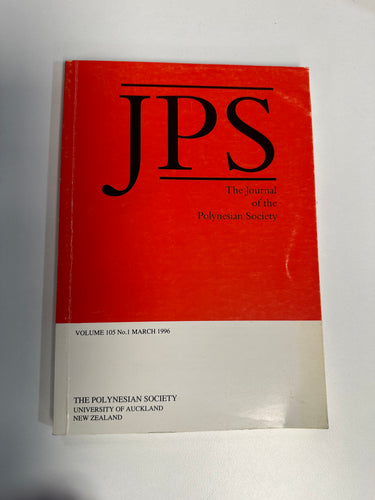 JPS
The Journal
of the
Polynesian Society
VOLUME 105 No.1 MARCH 1996
THE POLYNESIAN SOCIETY
UNIVERSITY OF AUCKLAND
NEW ZEALAND